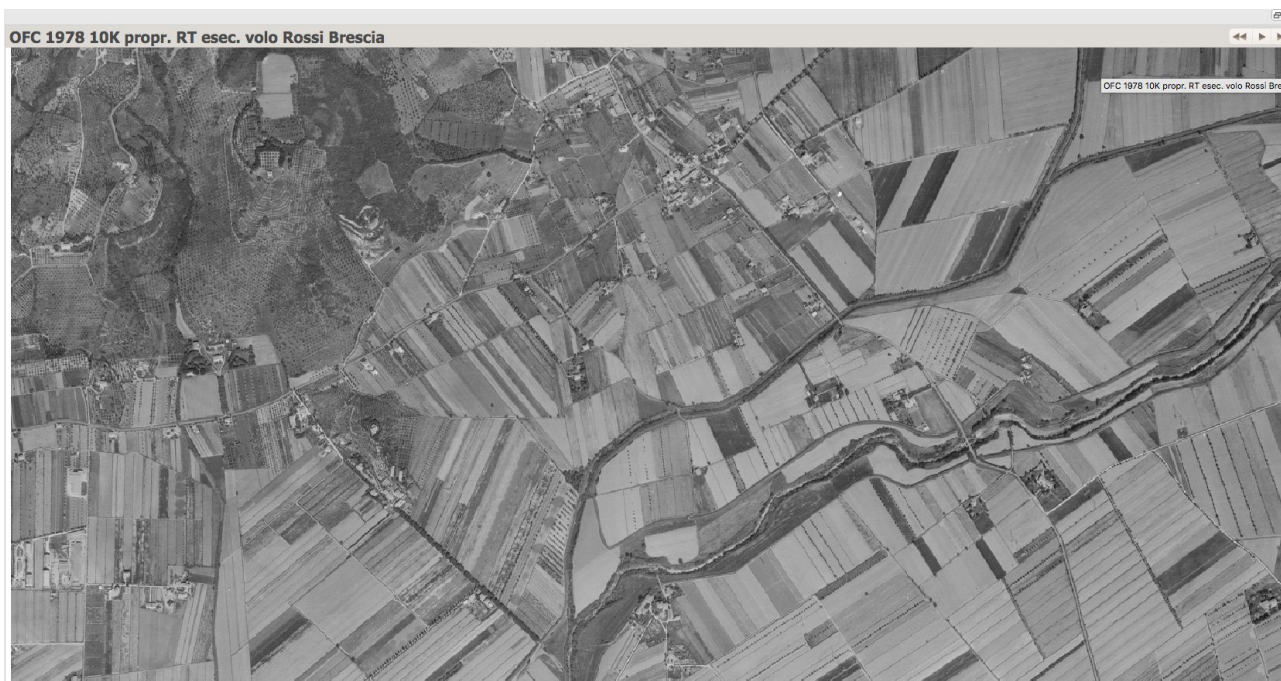 OFC 1978 10K propr. RT esec. volo Rossi Brescia
OFC 1978 10K propr. RT esec. volo Rossi Bre